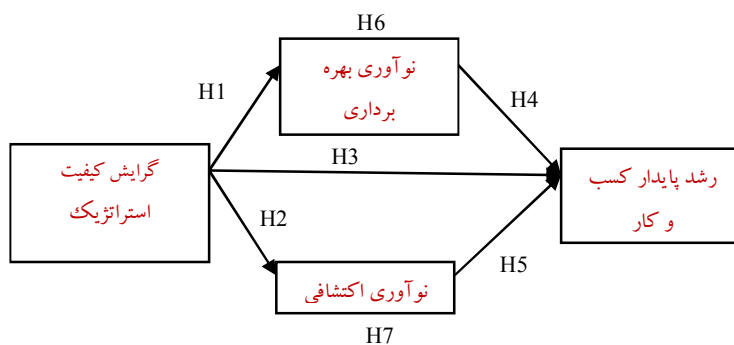 H6
نوآوری بهره
برداری
H1
H4
گرایش کیفیت
استراتژیک
H3
رشد پایدار کسب
و کار
H2
نوآوری اکتشافی
H5
H7